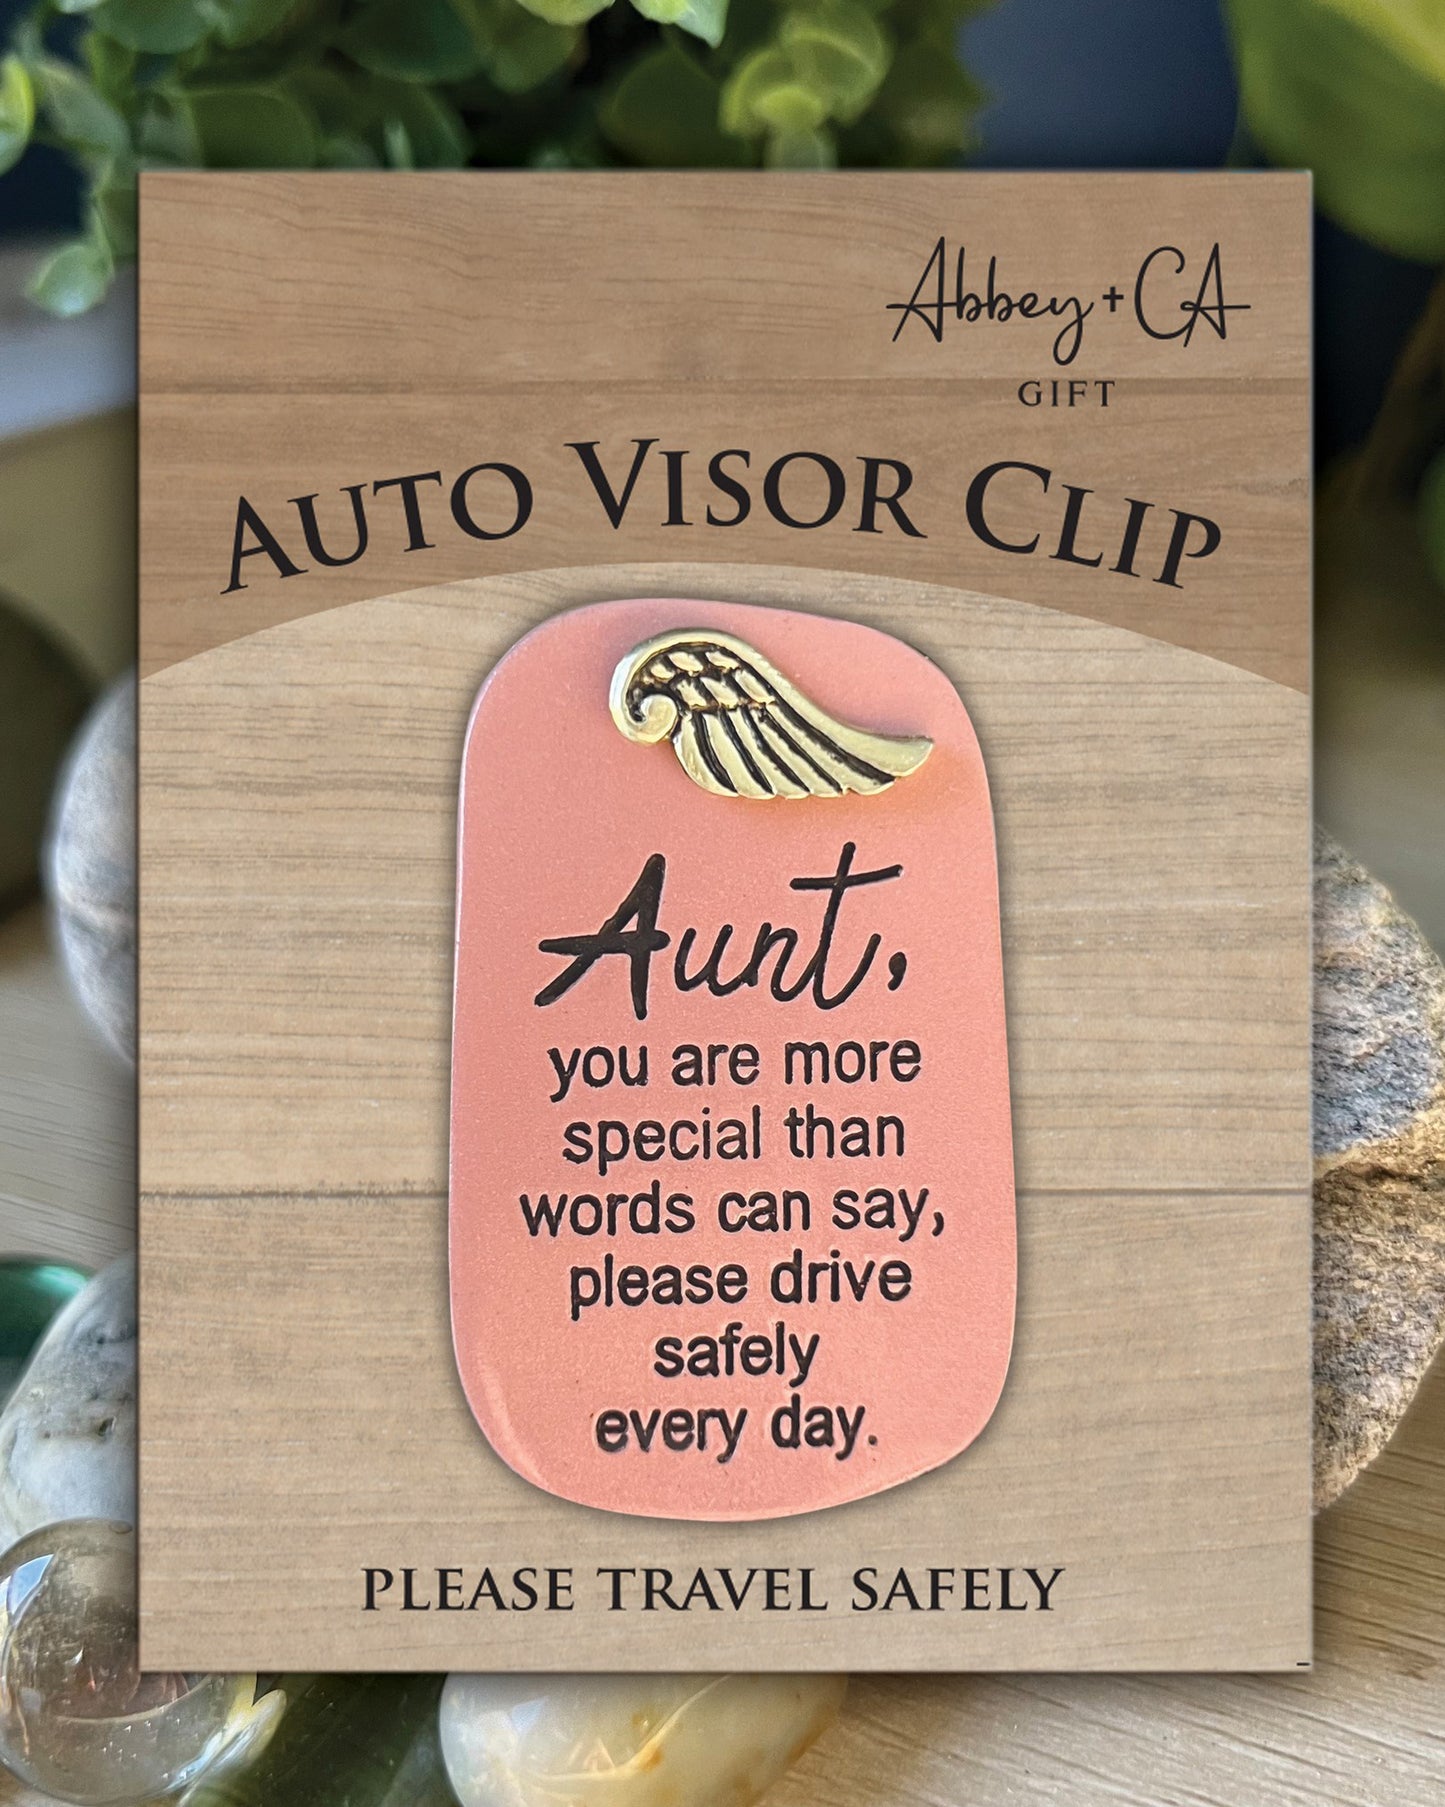 Abbey + CA
GIFT
AUTO VISOR CLIP
Aunt,
you are more
special than
words can say,
please drive
safely
every day.
PLEASE TRAVEL SAFELY